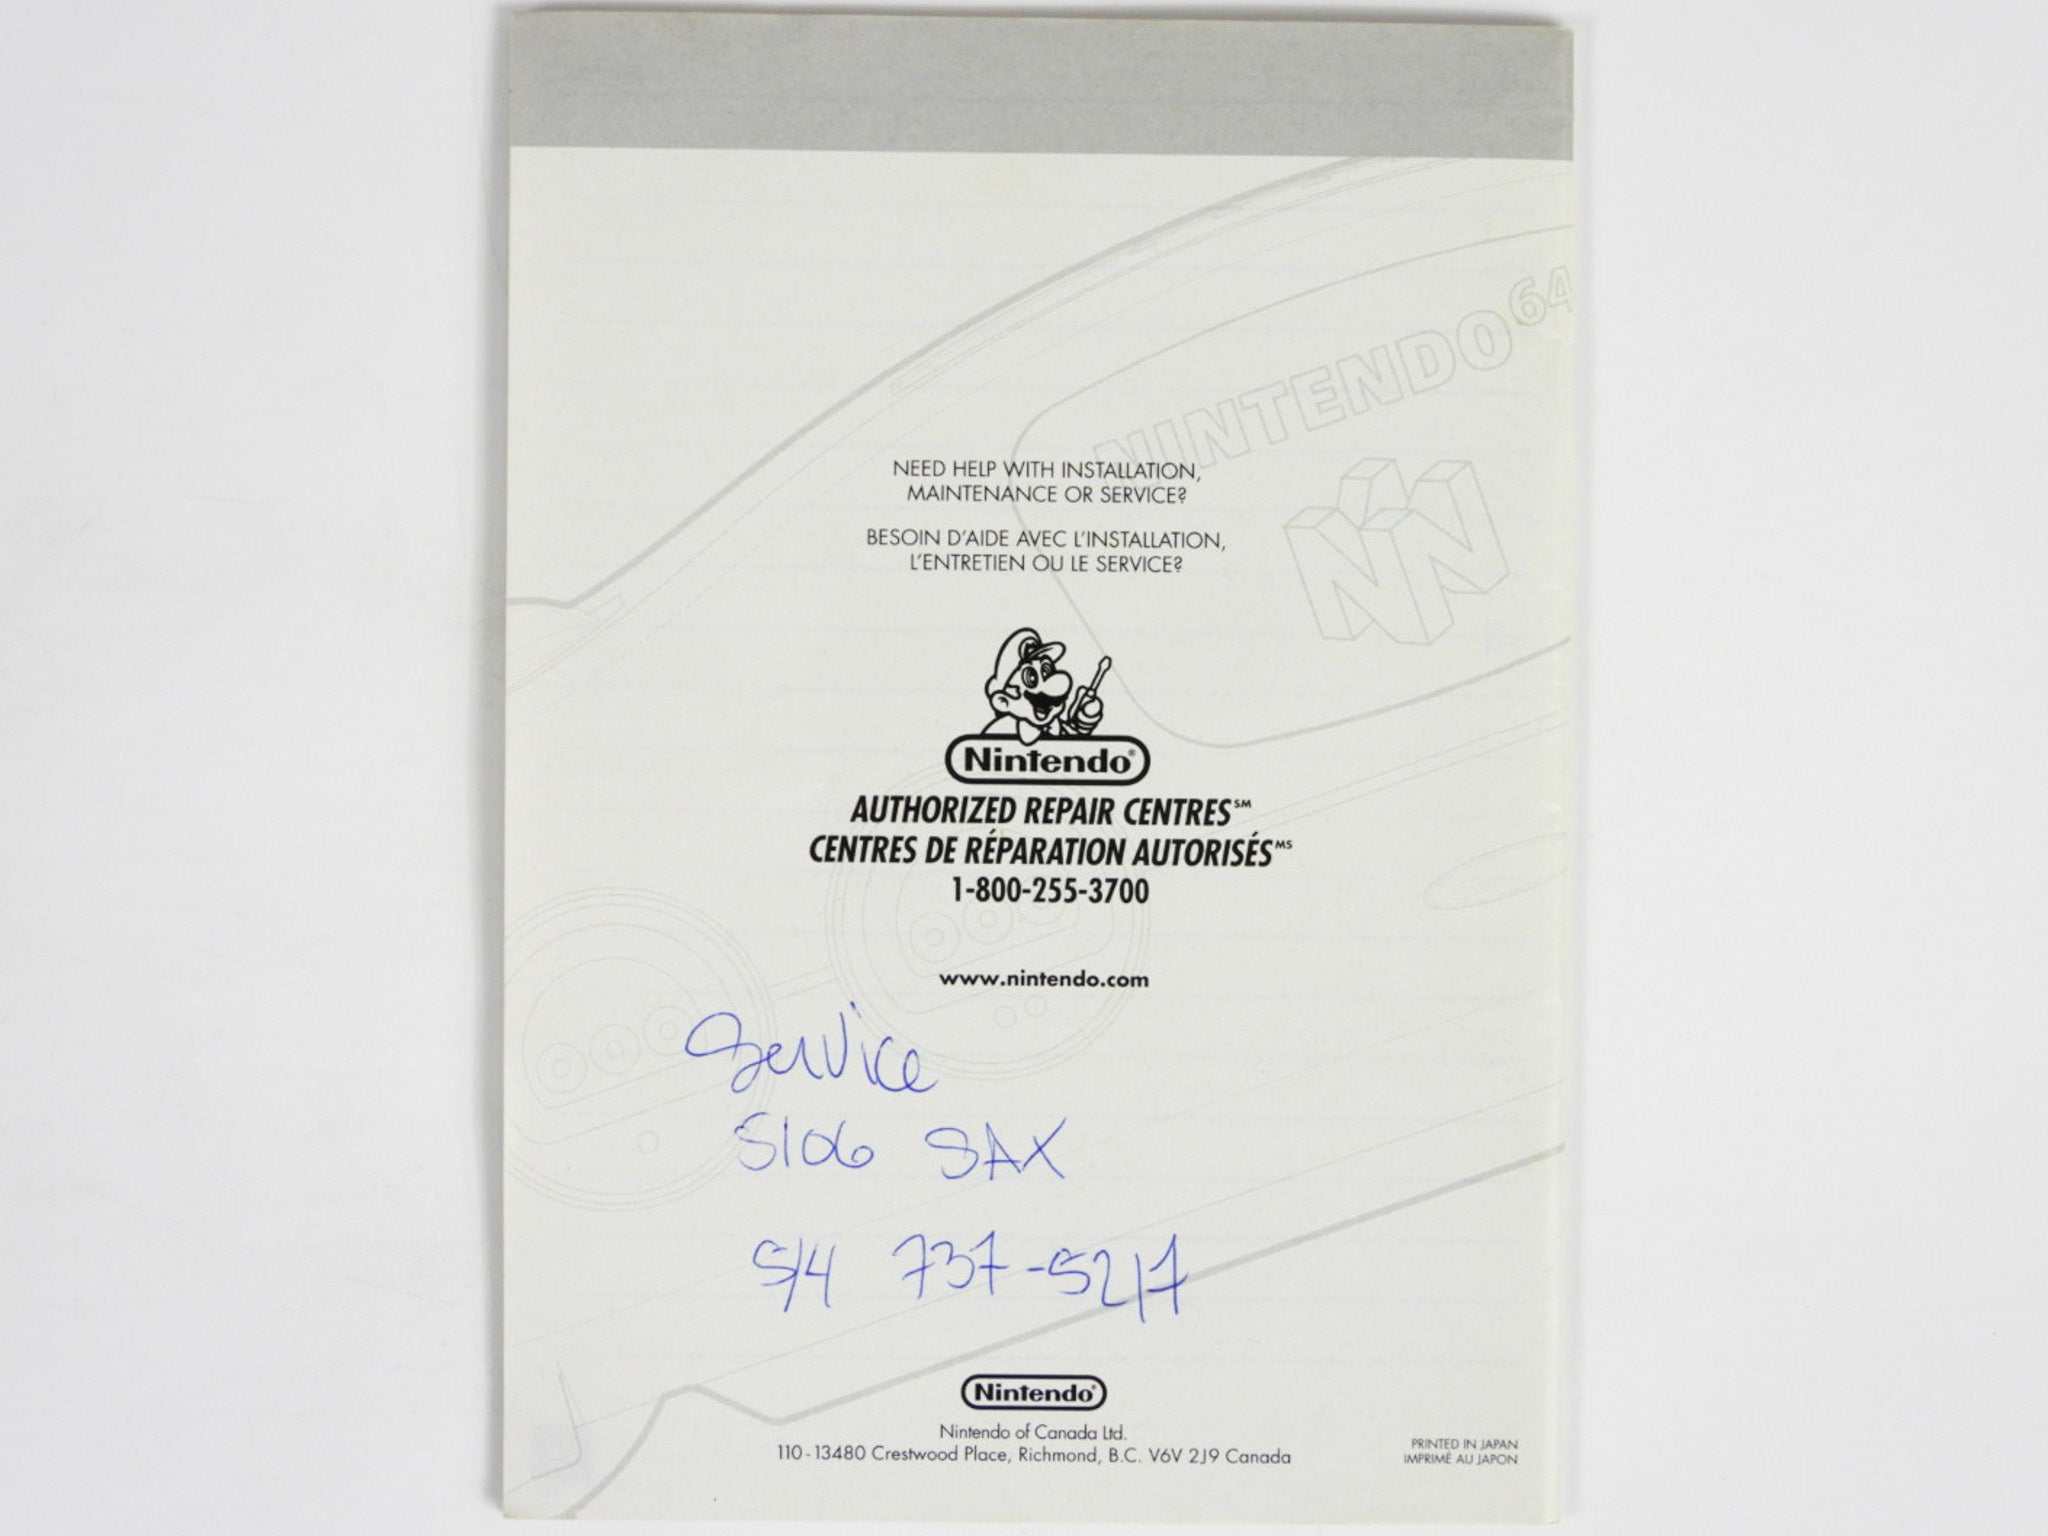 NINTENDO64
NEED HELP WITH INSTALLATION,
MAINTENANCE OR SERVICE?
BESOIN D'AIDE AVEC L'INSTALLATION,
L'ENTRETIEN OU LE SERVICE?
Nintendo®
AUTHORIZED REPAIR CENTRES℠
CENTRES DE RÉPARATION AUTORISÉSᴹˢ
1-800-255-3700
www.nintendo.com
Service
5106 SAX
514 737-5217
Nintendo®
Nintendo of Canada Ltd.
110-13480 Crestwood Place, Richmond, B.C. V6V 2J9 Canada
PRINTED IN JAPAN
IMPRIMÉ AU JAPON